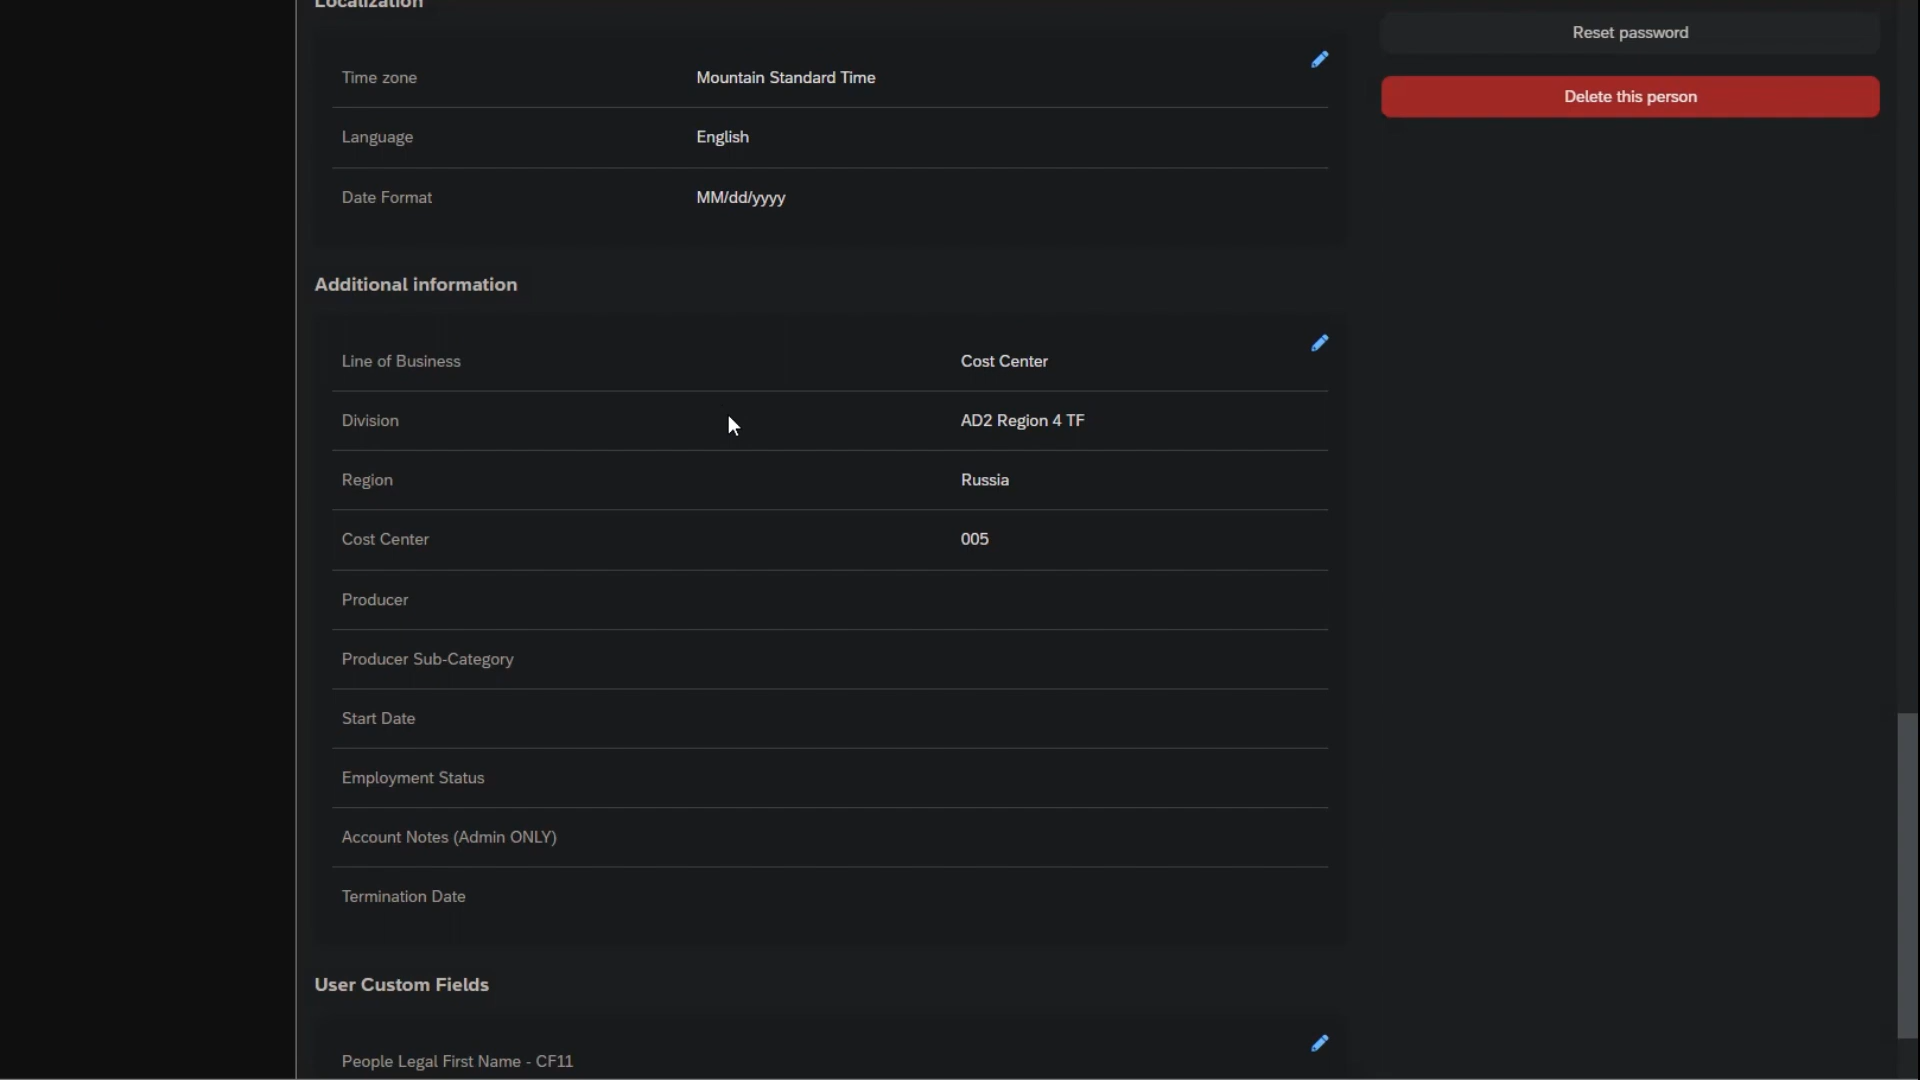 Localization
Reset password
Time zone Mountain Standard Time
Delete this person
Language English
Date Format MM/dd/yyyy
Additional information
Line of Business Cost Center
Division AD2 Region 4 TF
Region Russia
Cost Center 005
Producer
Producer Sub-Category
Start Date
Employment Status
Account Notes (Admin ONLY)
Termination Date
User Custom Fields
People Legal First Name - CF11